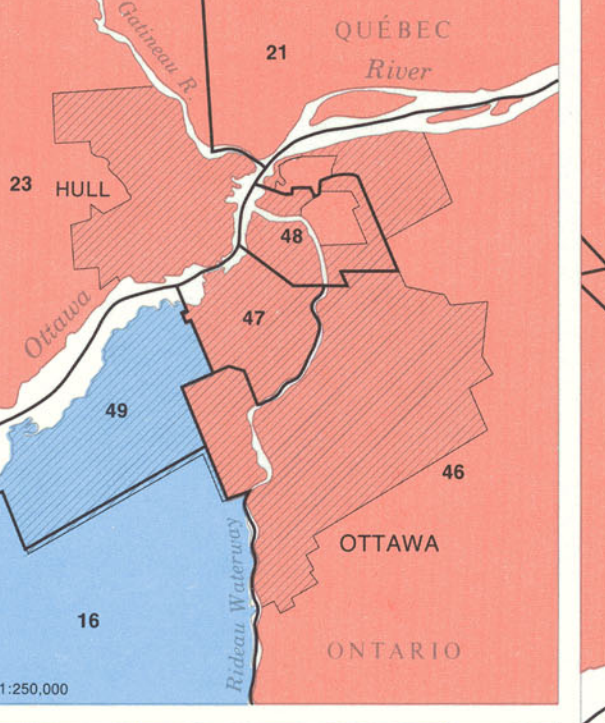 Gatineau R.
QUÉBEC
21
River
23
HULL
48
Ottawa
47
49
46
OTTAWA
Rideau Waterway
16
ONTARIO
1:250,000